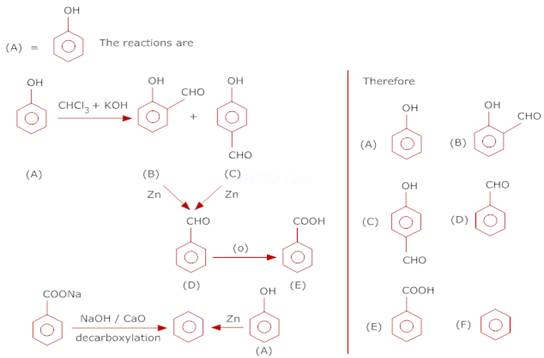 OH
(A) =
The reactions are
OH
CHCl3 + KOH
OH
CHO
+
OH
CHO
(A)
(B)
(C)
Zn
Zn
CHO
(D)
(o)
COOH
(E)
COONa
NaOH / CaO
decarboxylation
Zn
OH
(A)
Therefore
(A)
OH
(B)
OH
CHO
(C)
OH
CHO
(D)
CHO
(E)
COOH
(F)